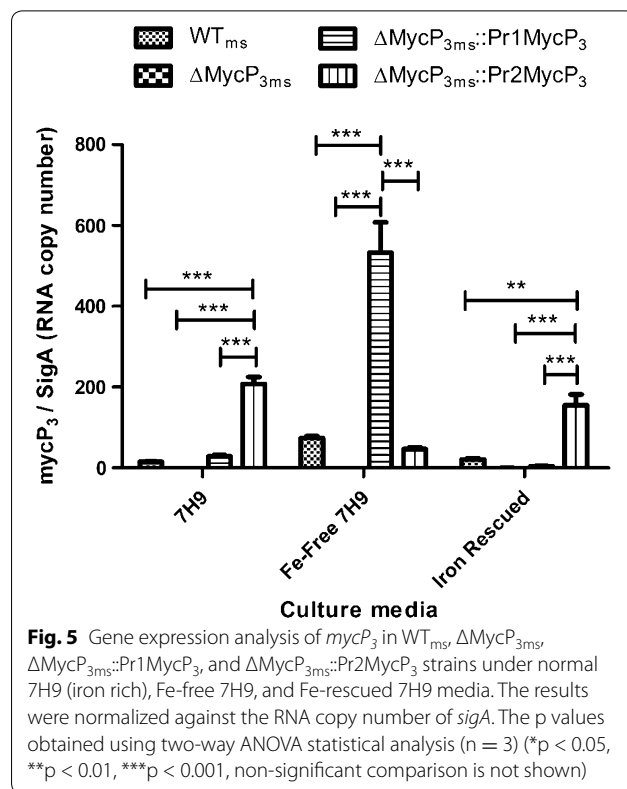 WTms ΔMycP3ms::Pr1MycP3
ΔMycP3ms ΔMycP3ms::Pr2MycP3
mycP3 / SigA (RNA copy number)
800
600
400
200
0
***
***
***
***
***
***
**
***
***
7H9
Fe-Free 7H9
Iron Rescued
Culture media
Fig. 5 Gene expression analysis of mycP3 in WTms, ΔMycP3ms,
ΔMycP3ms::Pr1MycP3, and ΔMycP3ms::Pr2MycP3 strains under normal
7H9 (iron rich), Fe-free 7H9, and Fe-rescued 7H9 media. The results
were normalized against the RNA copy number of sigA. The p values
obtained using two-way ANOVA statistical analysis (n = 3) (*p < 0.05,
**p < 0.01, ***p < 0.001, non-significant comparison is not shown)